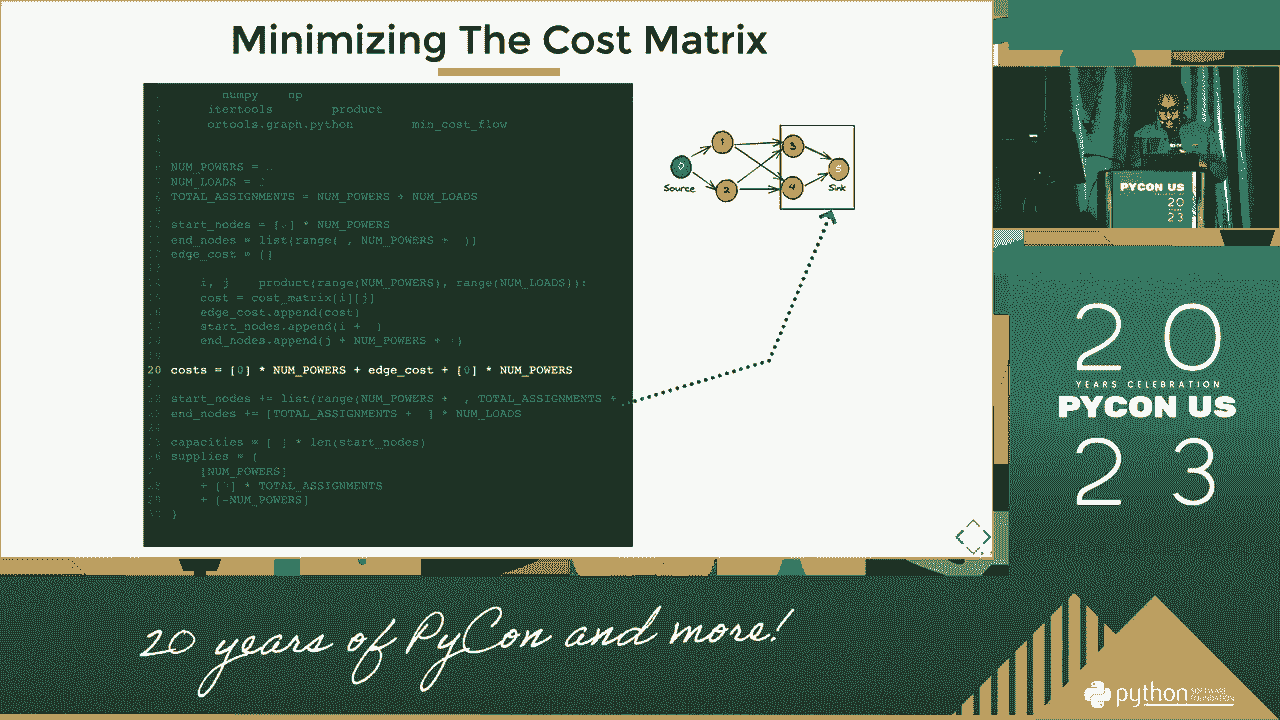 Minimizing The Cost Matrix
numpy np
itertools product
ortools.graph.python min_cost_flow
NUM_POWERS =
NUM_LOADS =
TOTAL_ASSIGNMENTS = NUM_POWERS + NUM_LOADS
start_nodes = [ ] * NUM_POWERS
end_nodes = list(range( , NUM_POWERS + ))
edge_cost = []
i, j product(range(NUM_POWERS), range(NUM_LOADS)):
cost = cost_matrix[i][j]
edge_cost.append(cost)
start_nodes.append(i + )
end_nodes.append(j + NUM_POWERS + )
20 costs = [0] * NUM_POWERS + edge_cost + [0] * NUM_POWERS
start_nodes += list(range(NUM_POWERS + , TOTAL_ASSIGNMENTS +
end_nodes += [TOTAL_ASSIGNMENTS + ] * NUM_LOADS
capacities = [ ] * len(start_nodes)
supplies = (
[NUM_POWERS]
+ [ ] * TOTAL_ASSIGNMENTS
+ [-NUM_POWERS]
)
0
1
2
3
4
5
Source
Sink
PYCON US
20
23
20
YEARS CELEBRATION
PYCON US
23
20 years of PyCon and more!
python SOFTWARE
FOUNDATION